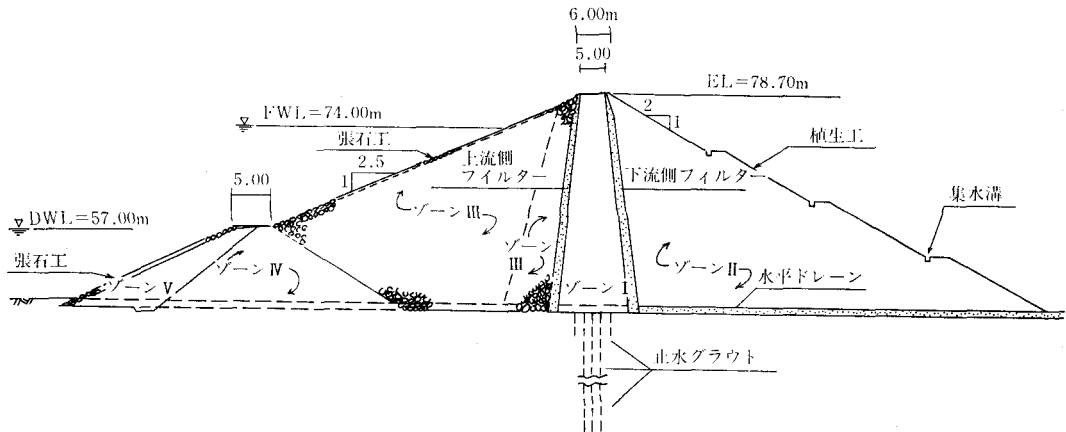 6.00m
5.00
EL=78.70m
FWL=74.00m
2
1
張石工
植生工
2.5
1
上流側
フイルター
下流側フィルタ
5.00
ゾーンIII
集水溝
DWL=57.00m
ゾーン
III
張石工
ゾーンV
ゾーンIV
ゾーンI
ゾーンII
水平ドレーン
止水グラウト